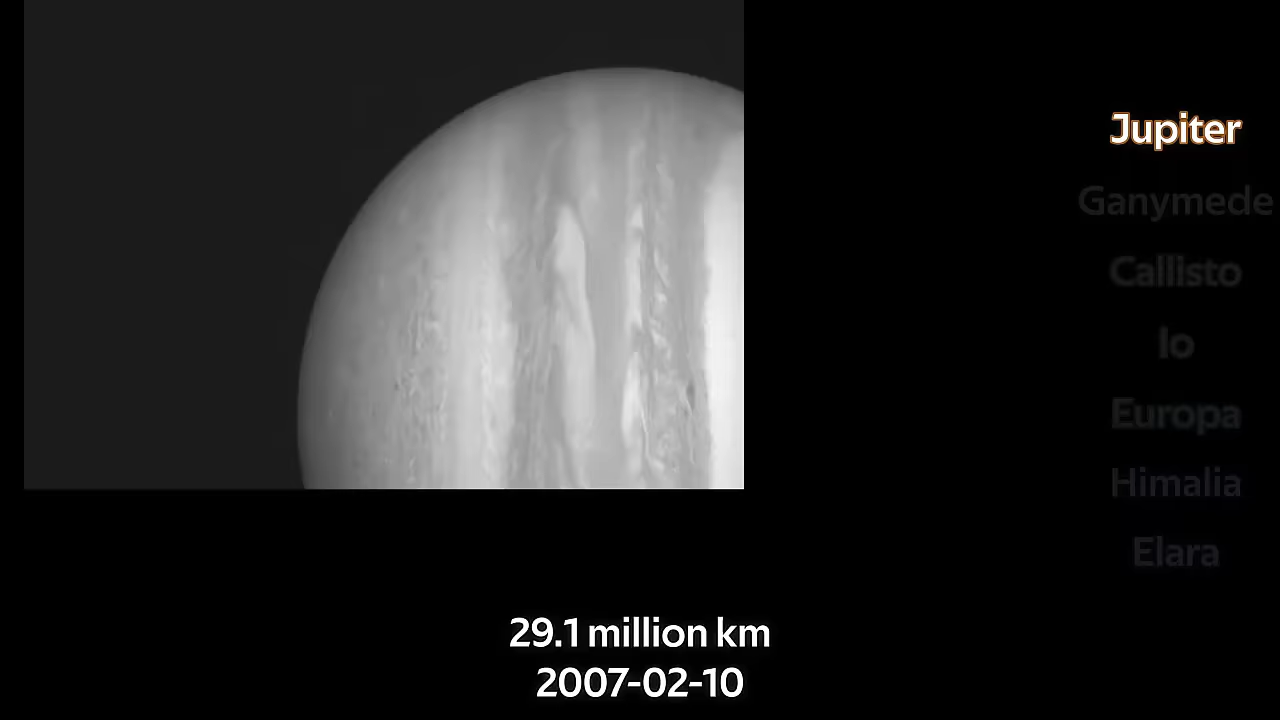 Jupiter
Ganymede
Callisto
Io
Europa
Himalia
Elara
29.1 million km
2007-02-10